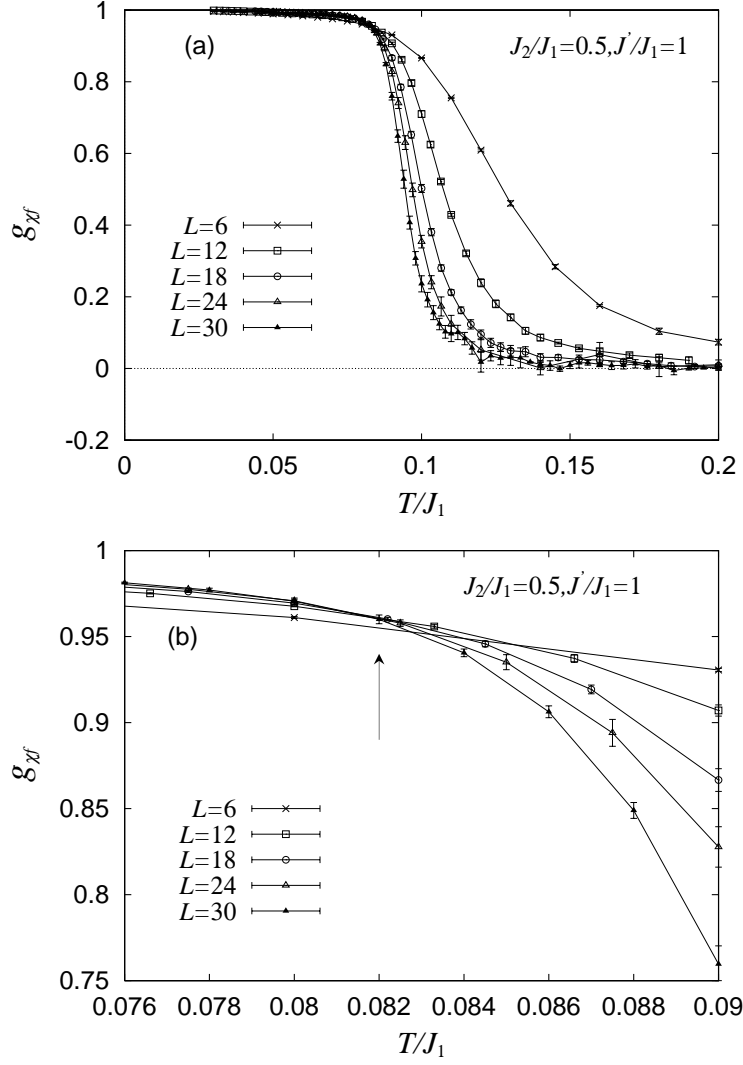 1
(a)
J2/J1=0.5,J'/J1=1
0.8
0.6
0.4
0.2
0
-0.2
gχf
L=6
L=12
L=18
L=24
L=30
0 0.05 0.1 0.15 0.2
T/J1
1
J2/J1=0.5,J'/J1=1
(b)
0.95
0.9
0.85
0.8
0.75
gχf
L=6
L=12
L=18
L=24
L=30
0.076 0.078 0.08 0.082 0.084 0.086 0.088 0.09
T/J1